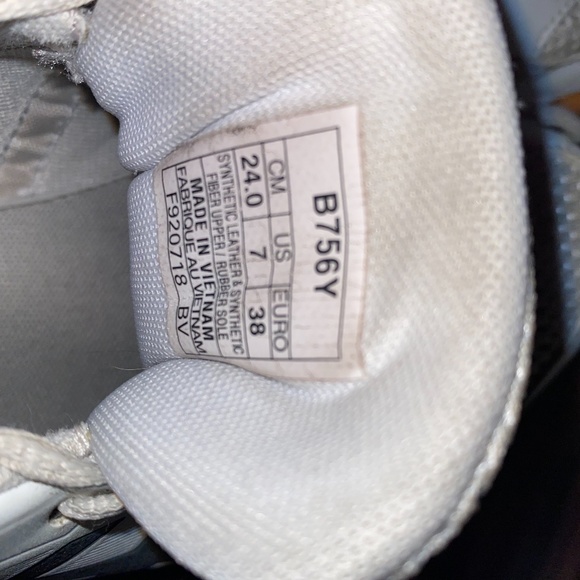 B756Y
CM US EURO
24.0 7 38
SYNTHETIC LEATHER & SYNTHETIC
FIBER UPPER / RUBBER SOLE
MADE IN VIETNAM
FABRIQUE AU VIETNAM
F920718 BV